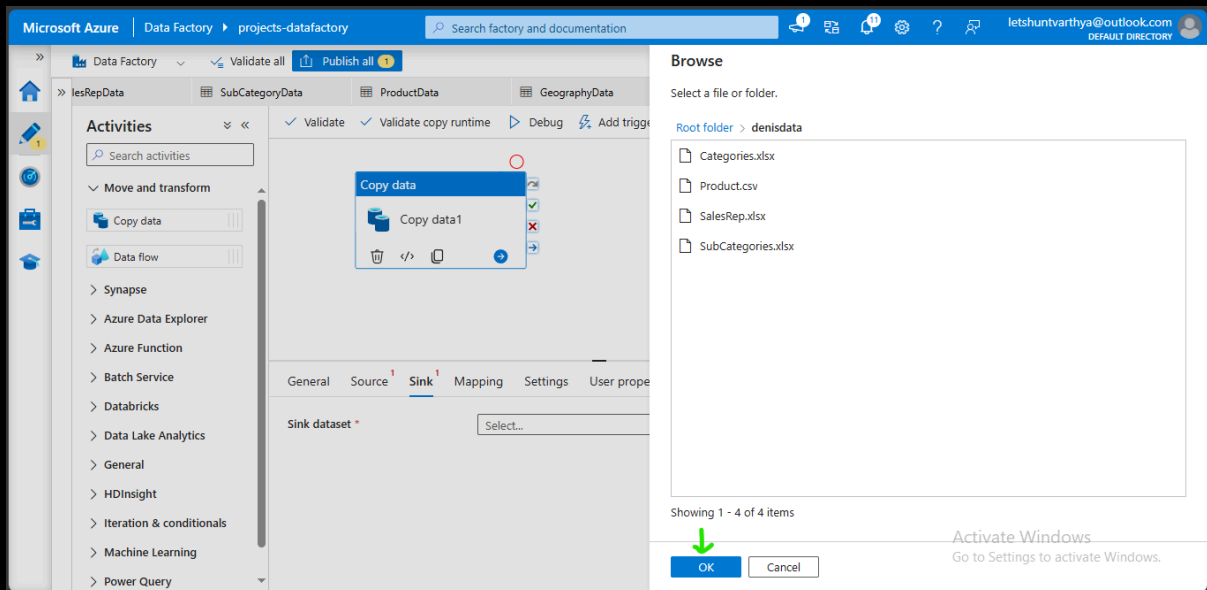 Microsoft Azure
Data Factory
projects-datafactory
Search factory and documentation
1
11
letshuntvarthya@outlook.com
DEFAULT DIRECTORY
Data Factory
Validate all
Publish all
1
lesRepData
SubCategoryData
ProductData
GeographyData
Activities
Search activities
Move and transform
Copy data
Data flow
Synapse
Azure Data Explorer
Azure Function
Batch Service
Databricks
Data Lake Analytics
General
HDInsight
Iteration & conditionals
Machine Learning
Power Query
1
Validate
Validate copy runtime
Debug
Add trigge
Copy data
Copy data1
General
Source
1
Sink
1
Mapping
Settings
User prope
Sink dataset *
Select...
Browse
Select a file or folder.
Root folder > denisdata
Categories.xlsx
Product.csv
SalesRep.xlsx
SubCategories.xlsx
Showing 1 - 4 of 4 items
Activate Windows
Go to Settings to activate Windows.
OK
Cancel